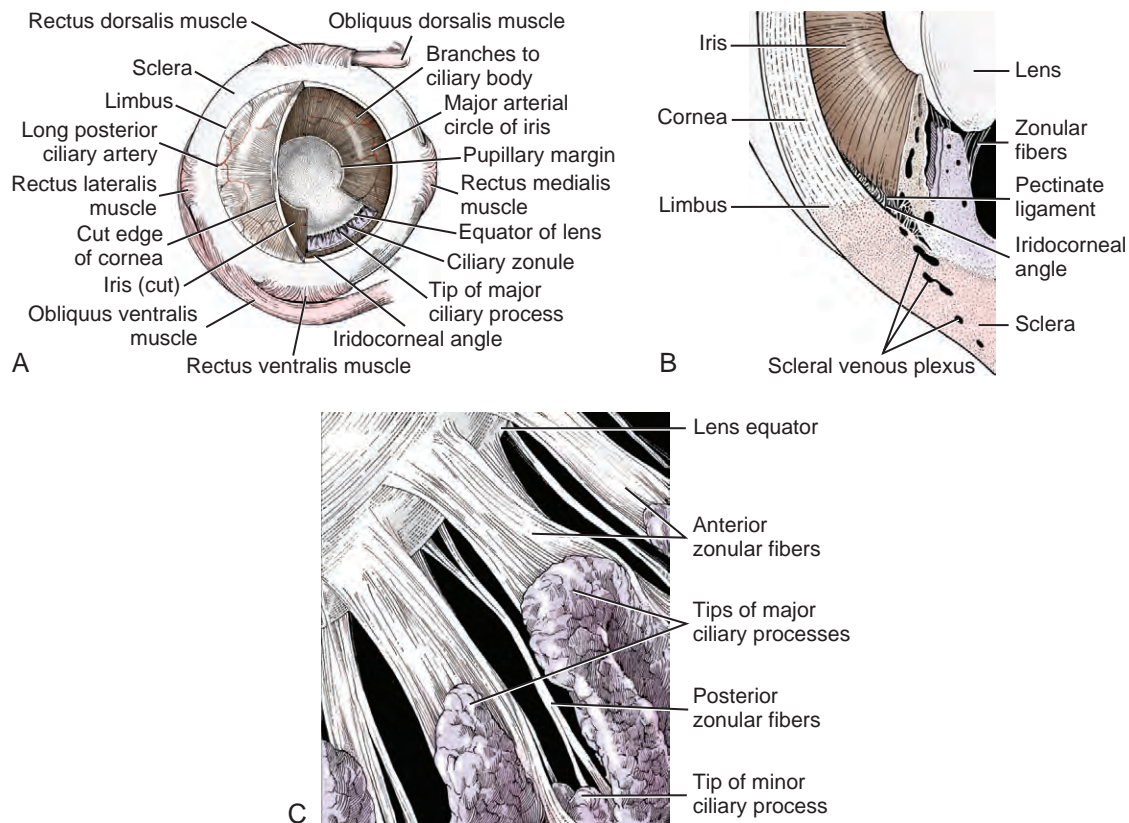 Rectus dorsalis muscle
Obliquus dorsalis muscle
Sclera
Limbus
Long posterior
ciliary artery
Rectus lateralis
muscle
Cut edge
of cornea
Iris (cut)
Obliquus ventralis
muscle
Branches to
ciliary body
Major arterial
circle of iris
Pupillary margin
Rectus medialis
muscle
Equator of lens
Ciliary zonule
Tip of major
ciliary process
Iridocorneal angle
Rectus ventralis muscle
A
Iris
Cornea
Limbus
Lens
Zonular
fibers
Pectinate
ligament
Iridocorneal
angle
Sclera
Scleral venous plexus
B
Lens equator
Anterior
zonular fibers
Tips of major
ciliary processes
Posterior
zonular fibers
Tip of minor
ciliary process
C